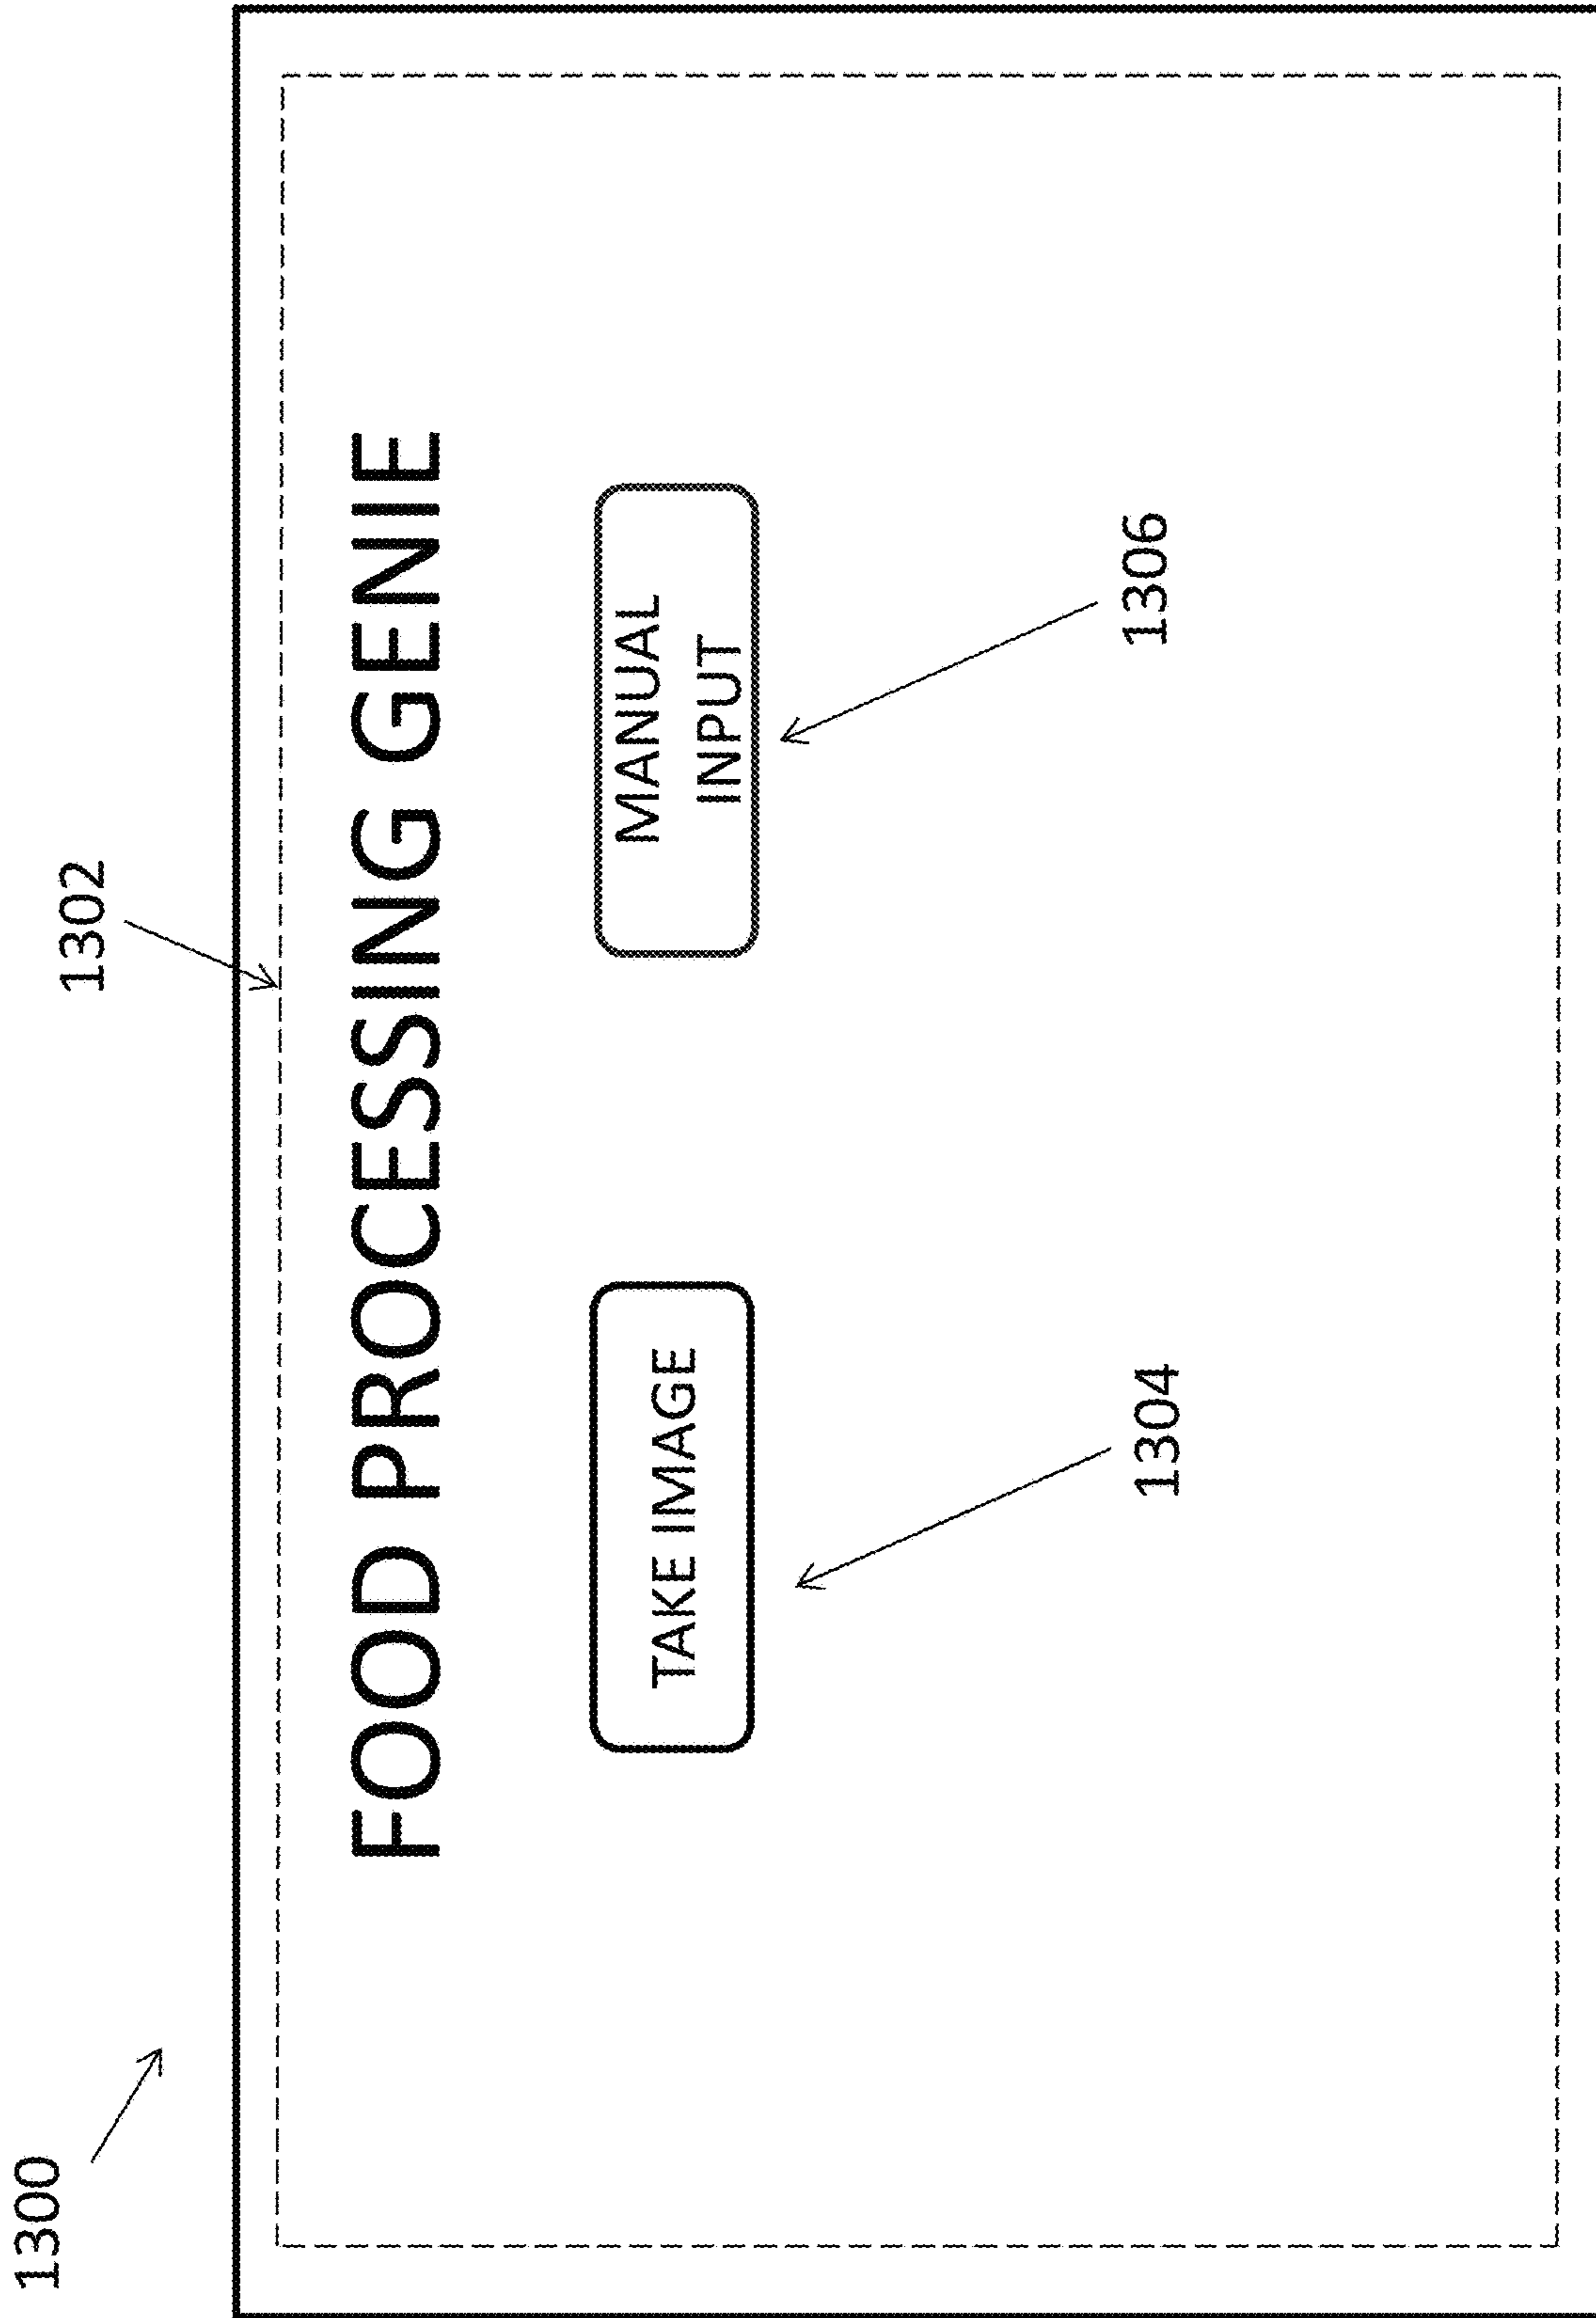 1300
1302
FOOD PROCESSING GENIE
TAKE IMAGE
MANUAL
INPUT
1304
1306